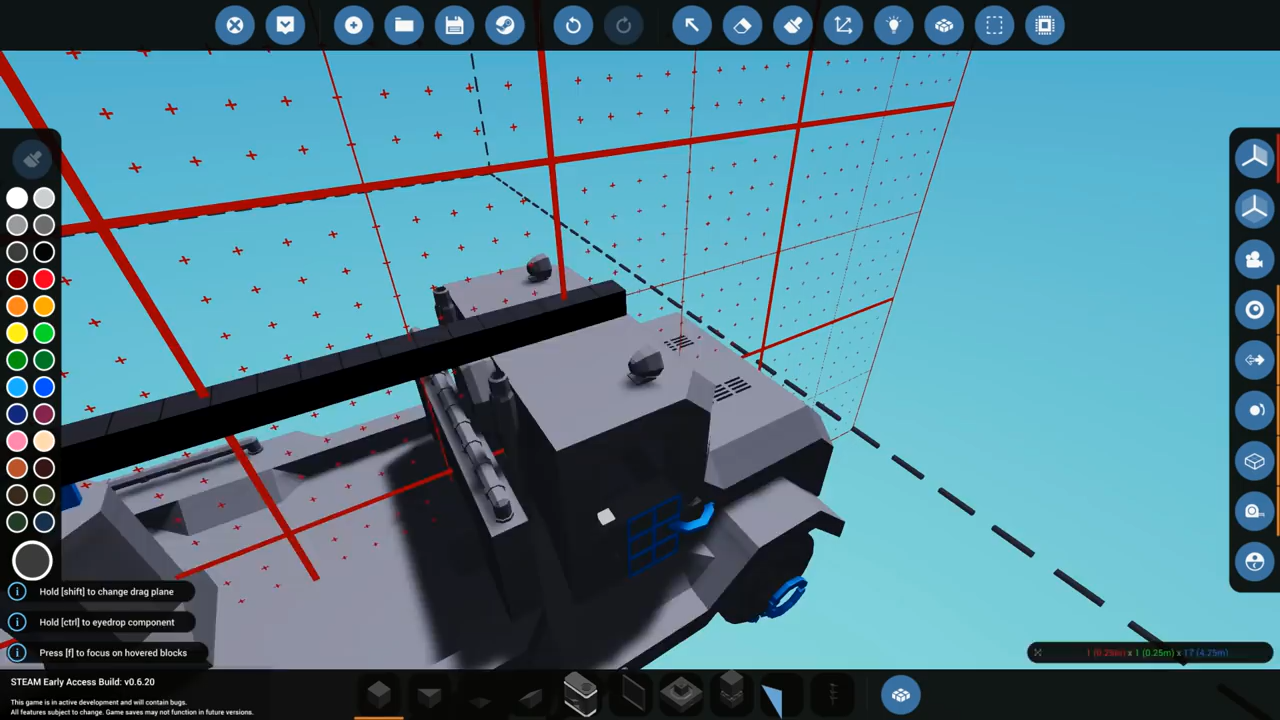 Hold [shift] to change drag plane
Hold [ctrl] to eyedrop component
Press [f] to focus on hovered blocks
1 (0.25m) x 1 (0.25m) x 17 (4.25m)
STEAM Early Access Build: v0.6.20
This game is in active development and will contain bugs.
All features subject to change. Game saves may not function in future versions.